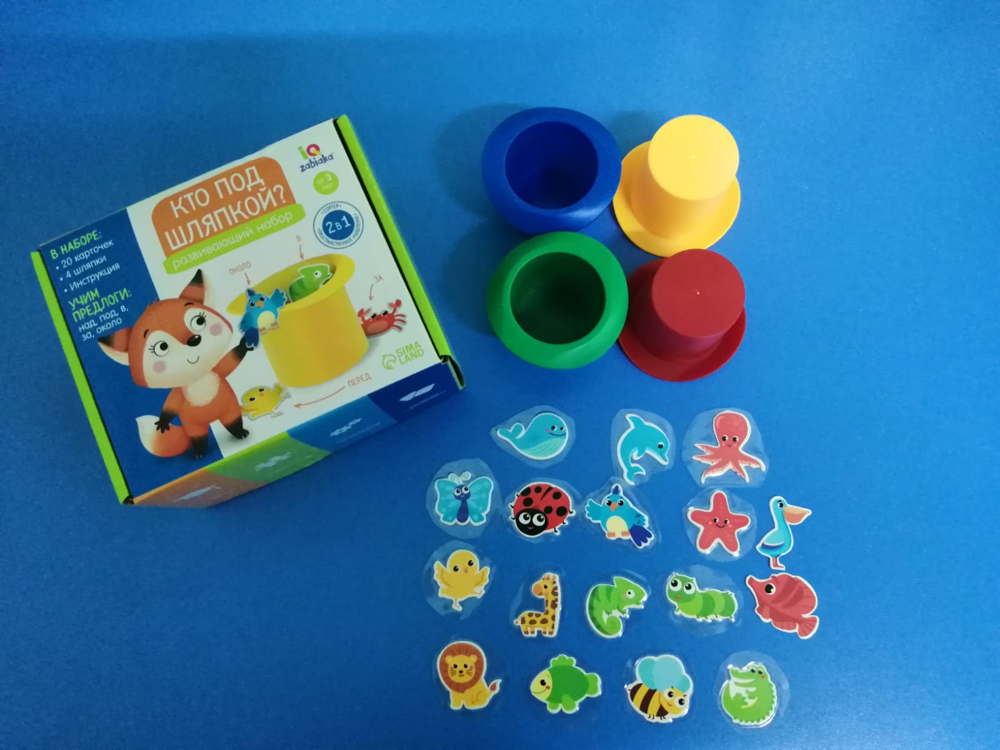 iQ
zabiaka
от 3
лет
КТО ПОД
ШЛЯПКОЙ?
развивающий набор
• СОРТЕР •
2 в 1
ПРОСТРАНСТВЕННОЕ МЫШЛЕНИЕ
В НАБОРЕ:
• 20 карточек
• 4 шляпки
• Инструкция
УЧИМ
ПРЕДЛОГИ:
над, под, в,
за, около
ОКОЛО
В
ЗА
ПЕРЕД
SIMA
LAND